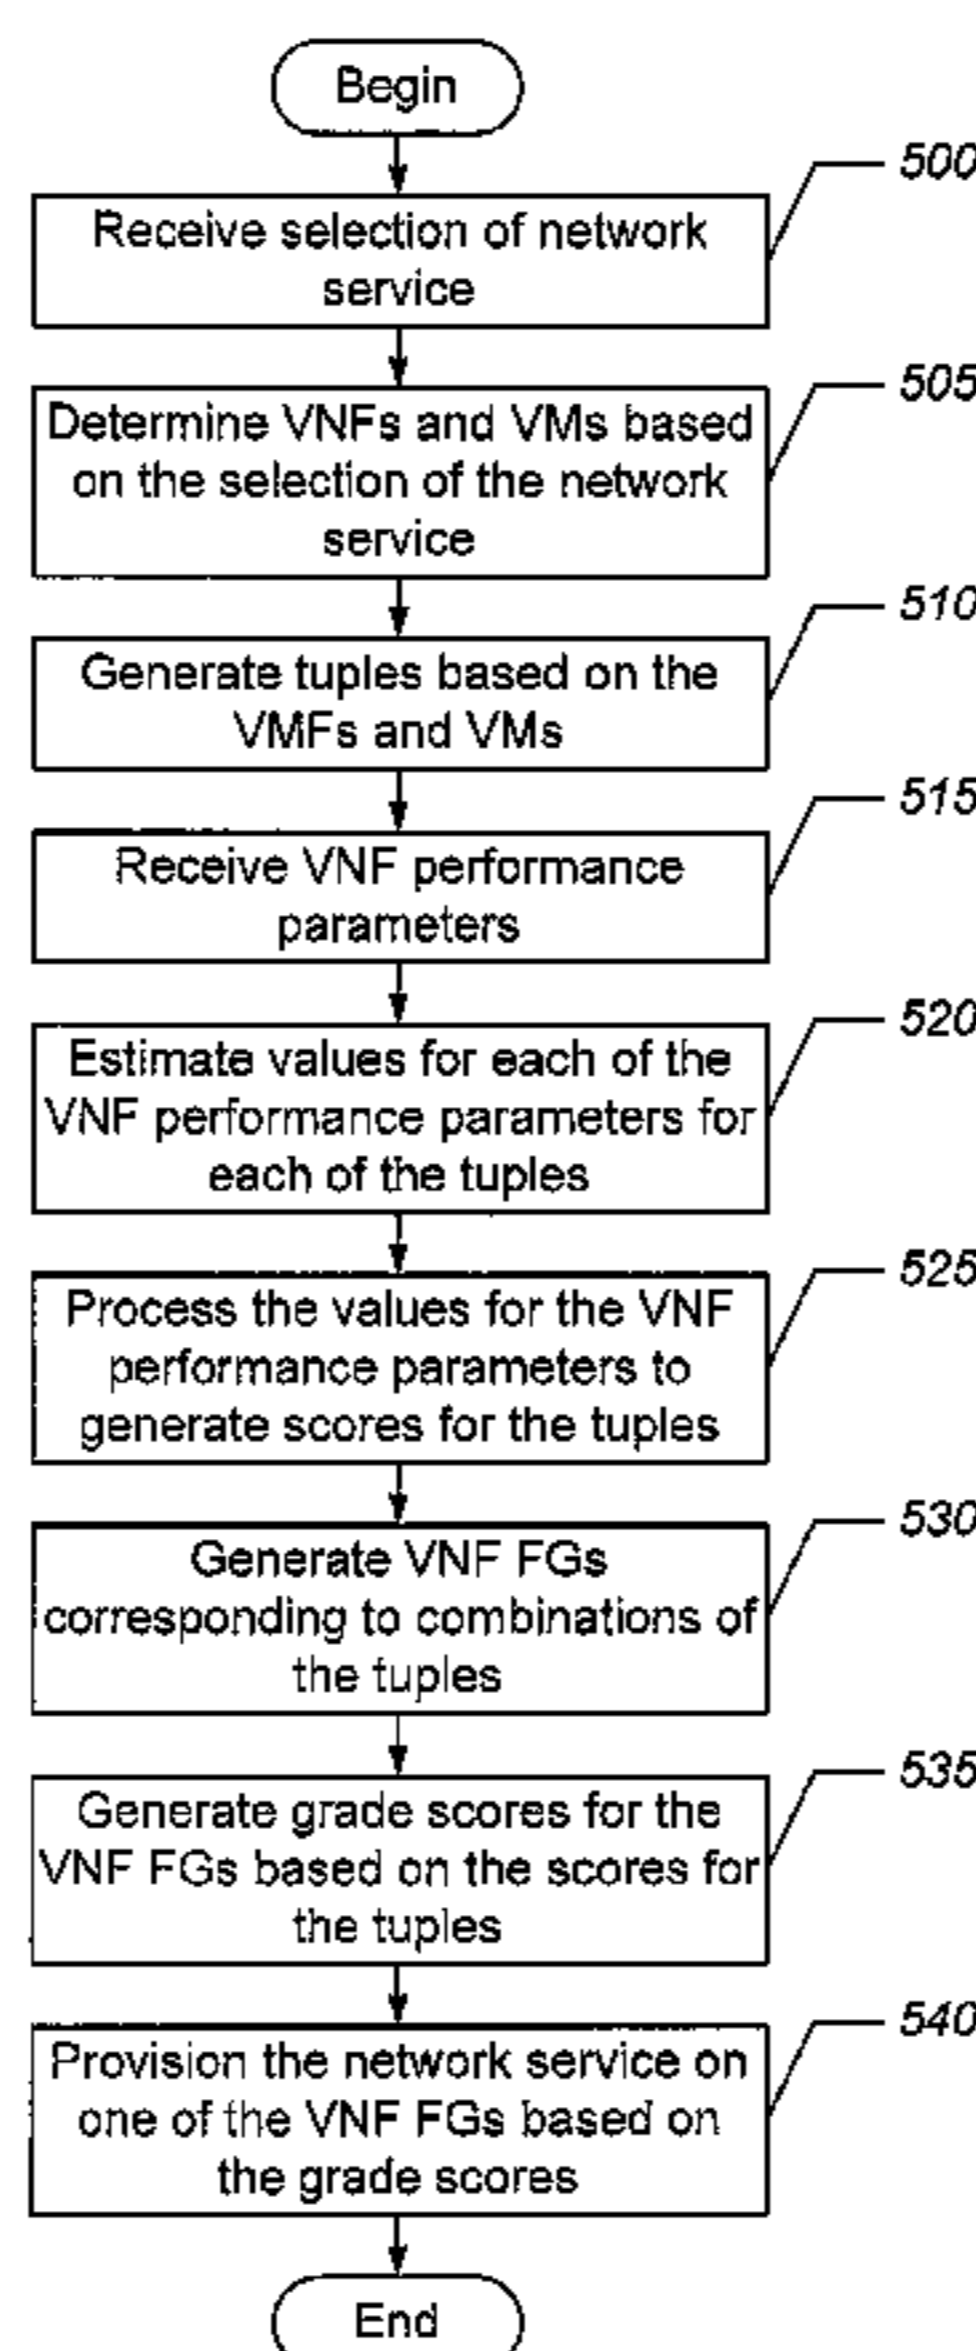 Begin
500
Receive selection of network
service
505
Determine VNFs and VMs based
on the selection of the network
service
510
Generate tuples based on the
VMFs and VMs
515
Receive VNF performance
parameters
520
Estimate values for each of the
VNF performance parameters for
each of the tuples
525
Process the values for the VNF
performance parameters to
generate scores for the tuples
530
Generate VNF FGs
corresponding to combinations of
the tuples
535
Generate grade scores for the
VNF FGs based on the scores for
the tuples
540
Provision the network service on
one of the VNF FGs based on
the grade scores
End